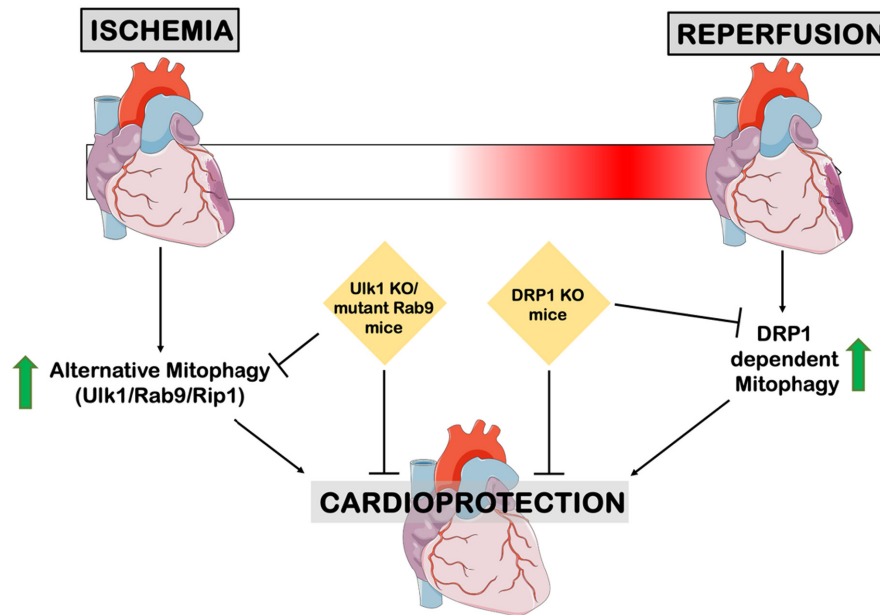 ISCHEMIA
REPERFUSION
Ulk1 KO/
mutant Rab9
mice
DRP1 KO
mice
Alternative Mitophagy
(Ulk1/Rab9/Rip1)
DRP1
dependent
Mitophagy
CARDIOPROTECTION